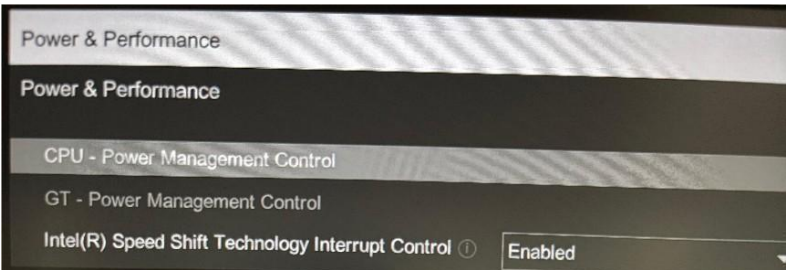 Power & Performance
Power & Performance
CPU - Power Management Control
GT - Power Management Control
Intel(R) Speed Shift Technology Interrupt Control ⓘ Enabled